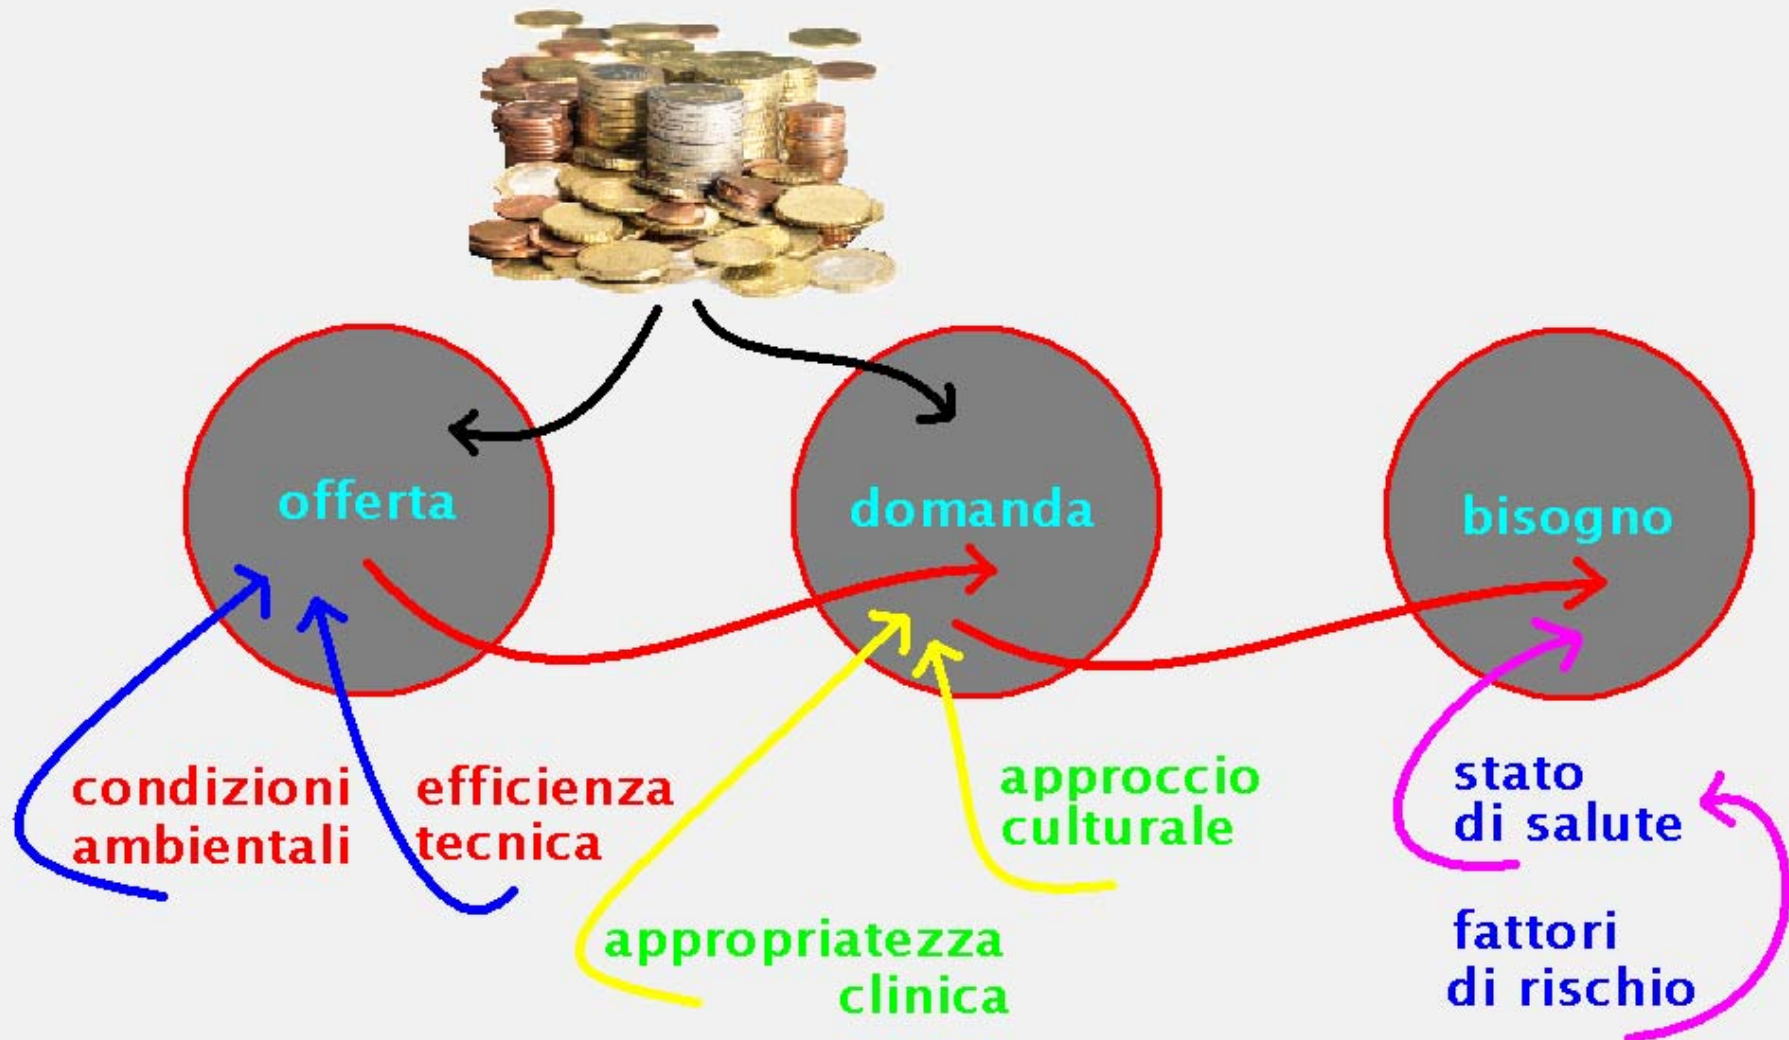 offerta
domanda
bisogno
condizioni
ambientali
efficienza
tecnica
approccio
culturale
stato
di salute
appropriatezza
clinica
fattori
di rischio